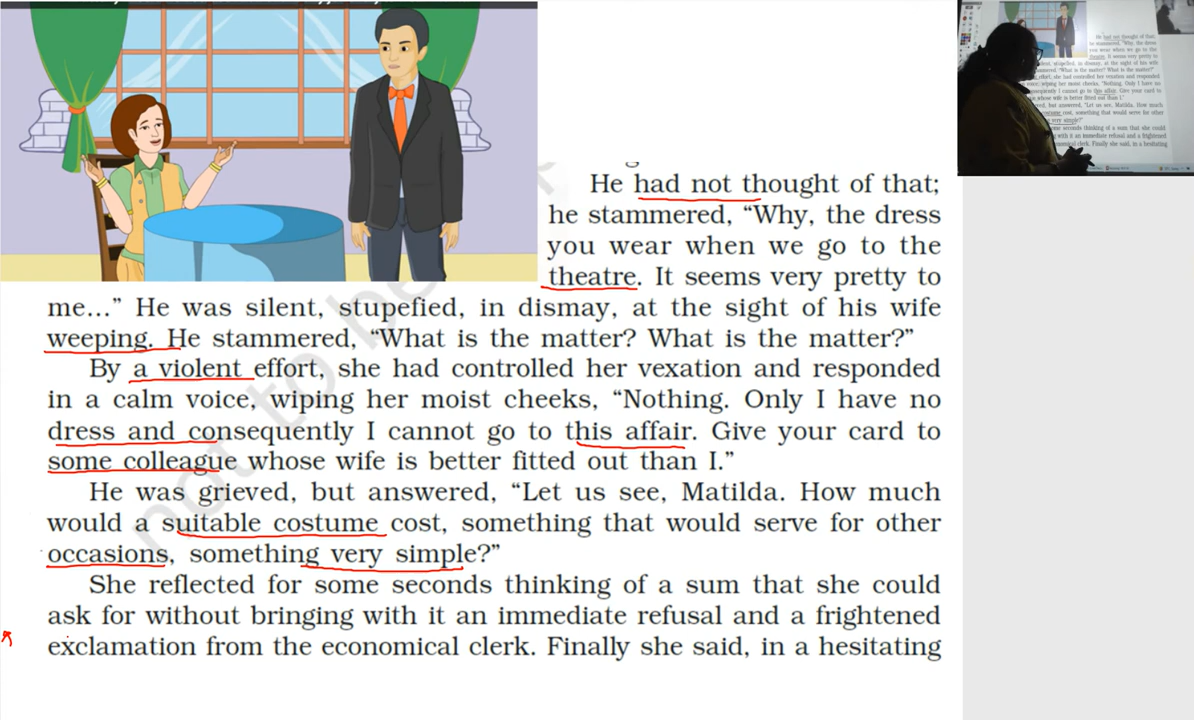 He had not thought of that;
he stammered, “Why, the dress
you wear when we go to the
theatre. It seems very pretty to
me...” He was silent, stupefied, in dismay, at the sight of his wife
weeping. He stammered, “What is the matter? What is the matter?”
By a violent effort, she had controlled her vexation and responded
in a calm voice, wiping her moist cheeks, “Nothing. Only I have no
dress and consequently I cannot go to this affair. Give your card to
some colleague whose wife is better fitted out than I.”
He was grieved, but answered, “Let us see, Matilda. How much
would a suitable costume cost, something that would serve for other
occasions, something very simple?”
She reflected for some seconds thinking of a sum that she could
ask for without bringing with it an immediate refusal and a frightened
exclamation from the economical clerk. Finally she said, in a hesitating